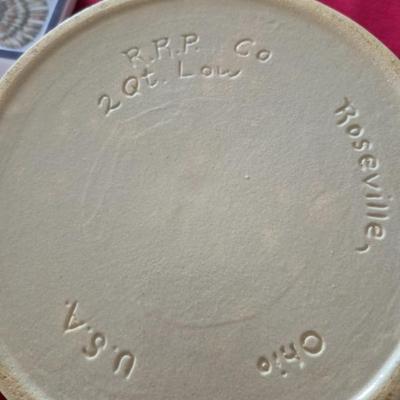 R.R.P. Co
2 Qt. Low
Roseville,
Ohio
U.S.A.